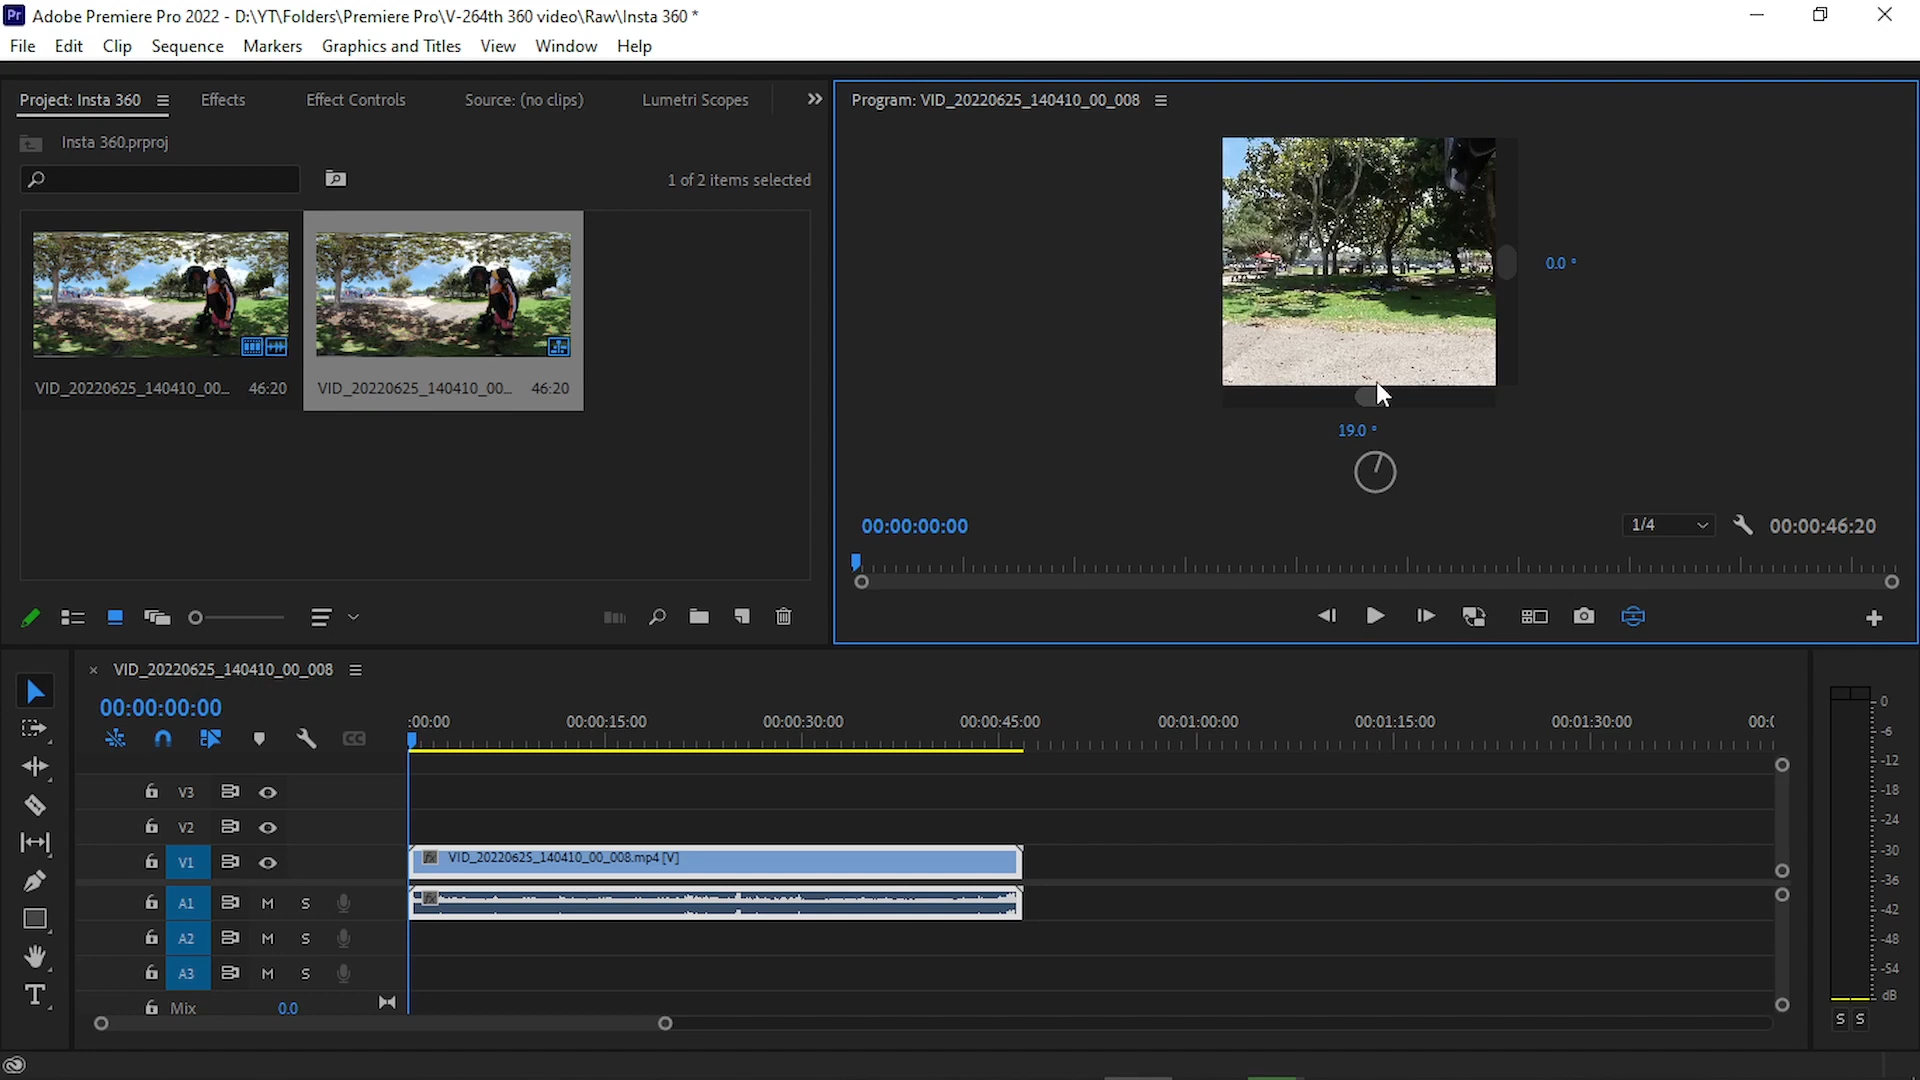 Pr Adobe Premiere Pro 2022 - D:\YT\Folders\Premiere Pro\V-264th 360 video\Raw\Insta 360 *
File Edit Clip Sequence Markers Graphics and Titles View Window Help
Project: Insta 360 Effects Effect Controls Source: (no clips) Lumetri Scopes
Insta 360.prproj
1 of 2 items selected
VID_20220625_140410_00... 46:20
VID_20220625_140410_00... 46:20
Program: VID_20220625_140410_00_008
0.0 °
19.0 °
00:00:00:00
1/4
00:00:46:20
× VID_20220625_140410_00_008
00:00:00:00
:00:00 00:00:15:00 00:00:30:00 00:00:45:00 00:01:00:00 00:01:15:00 00:01:30:00 00:0
CC
V3
V2
V1
VID_20220625_140410_00_008.mp4 [V]
fx
A1 M S
fx
A2 M S
A3 M S
Mix 0.0
T
0
-6
-12
-18
-24
-30
-36
-42
-48
-54
dB
S S